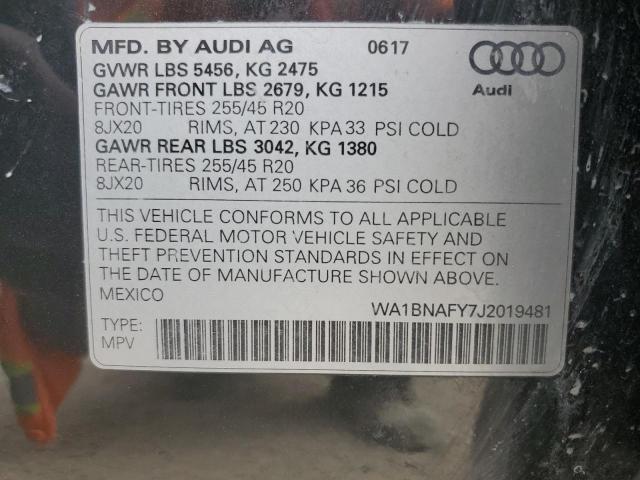 MFD. BY AUDI AG 0617
GVWR LBS 5456, KG 2475
GAWR FRONT LBS 2679, KG 1215
FRONT-TIRES 255/45 R20
8JX20 RIMS, AT 230 KPA 33 PSI COLD
GAWR REAR LBS 3042, KG 1380
REAR-TIRES 255/45 R20
8JX20 RIMS, AT 250 KPA 36 PSI COLD
Audi
THIS VEHICLE CONFORMS TO ALL APPLICABLE
U.S. FEDERAL MOTOR VEHICLE SAFETY AND
THEFT PREVENTION STANDARDS IN EFFECT ON
THE DATE OF MANUFACTURE SHOWN ABOVE.
MEXICO
WA1BNAFY7J2019481
TYPE:
MPV